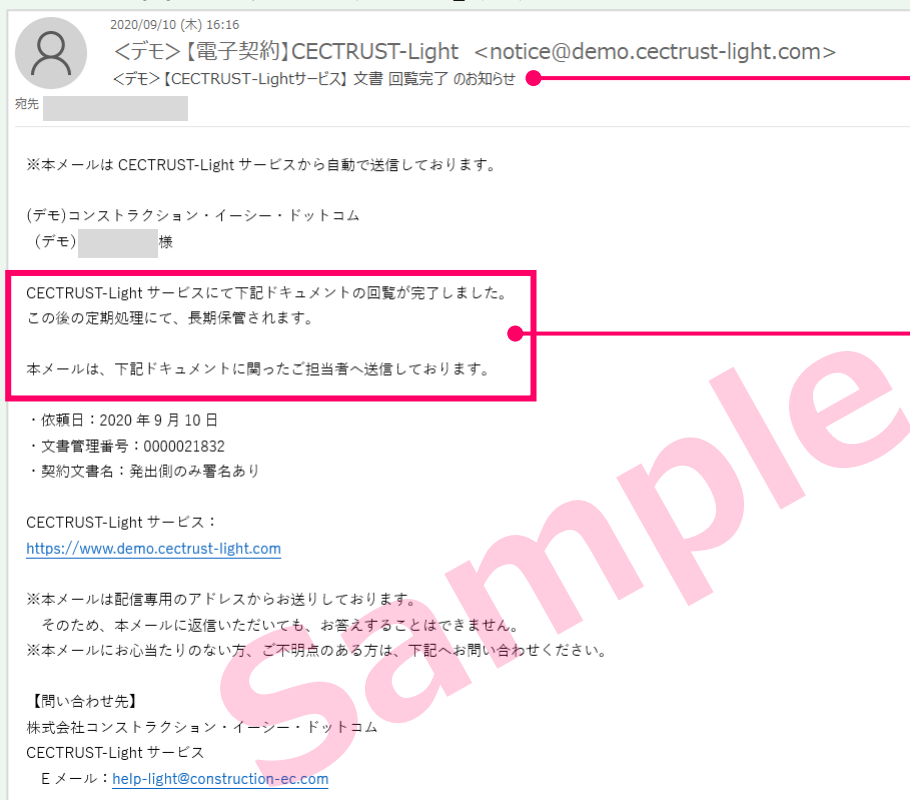 2020/09/10 (木) 16:16
<デモ>【電子契約】CECTRUST-Light <notice@demo.cectrust-light.com>
<デモ>【CECTRUST-Lightサービス】 文書 回覧完了 のお知らせ
宛先
※本メールは CECTRUST-Light サービスから自動で送信しております。
(デモ)コンストラクション・イーシー・ドットコム
(デモ) 様
CECTRUST-Light サービスにて下記ドキュメントの回覧が完了しました。
この後の定期処理にて、長期保管されます。
本メールは、下記ドキュメントに関ったご担当者へ送信しております。
・依頼日：2020 年 9 月 10 日
・文書管理番号：0000021832
・契約文書名：発出側のみ署名あり
CECTRUST-Light サービス：
https://www.demo.cectrust-light.com
※本メールは配信専用のアドレスからお送りしております。
そのため、本メールに返信いただいても、お答えすることはできません。
※本メールにお心当たりのない方、ご不明点のある方は、下記へお問い合わせください。
【問い合わせ先】
株式会社コンストラクション・イーシー・ドットコム
CECTRUST-Light サービス
E メール：help-light@construction-ec.com
Sample